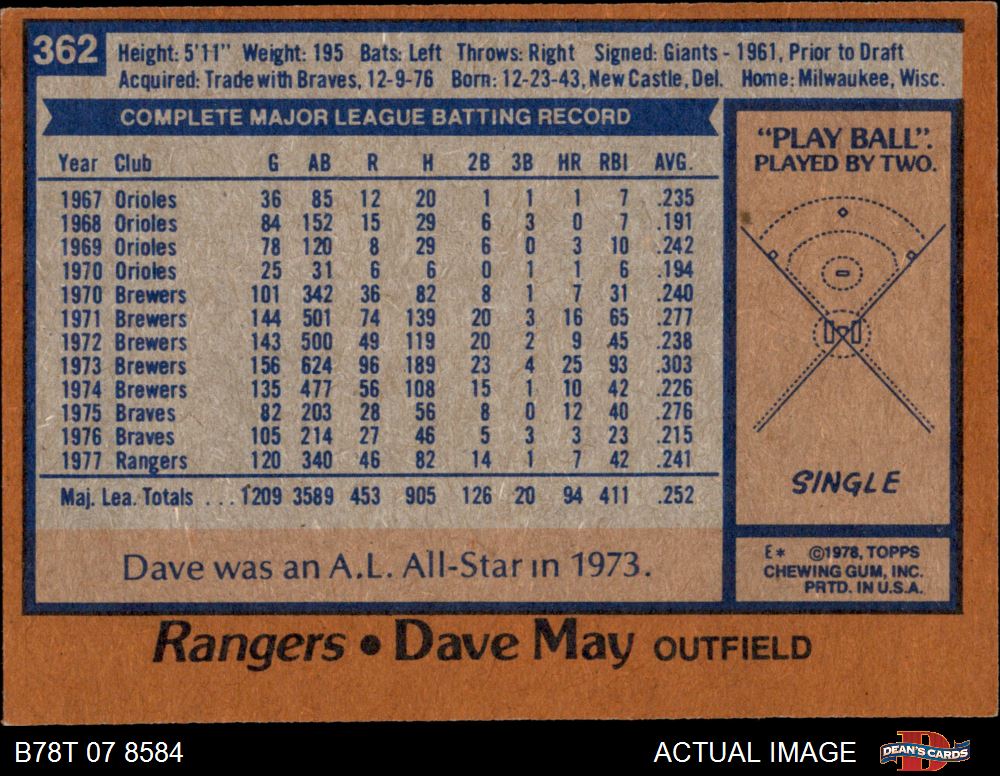 362
Height: 5'11" Weight: 195 Bats: Left Throws: Right Signed: Giants - 1961, Prior to Draft
Acquired: Trade with Braves, 12-9-76 Born: 12-23-43, New Castle, Del. Home: Milwaukee, Wisc.
COMPLETE MAJOR LEAGUE BATTING RECORD
Year Club G AB R H 2B 3B HR RBI AVG.
1967 Orioles 36 85 12 20 1 1 1 7 .235
1968 Orioles 84 152 15 29 6 3 0 7 .191
1969 Orioles 78 120 8 29 6 0 3 10 .242
1970 Orioles 25 31 6 6 0 1 1 6 .194
1970 Brewers 101 342 36 82 8 1 7 31 .240
1971 Brewers 144 501 74 139 20 3 16 65 .277
1972 Brewers 143 500 49 119 20 2 9 45 .238
1973 Brewers 156 624 96 189 23 4 25 93 .303
1974 Brewers 135 477 56 108 15 1 10 42 .226
1975 Braves 82 203 28 56 8 0 12 40 .276
1976 Braves 105 214 27 46 5 3 3 23 .215
1977 Rangers 120 340 46 82 14 1 7 42 .241
Maj. Lea. Totals ...1209 3589 453 905 126 20 94 411 .252
Dave was an A.L. All-Star in 1973.
"PLAY BALL".
PLAYED BY TWO.
SINGLE
E* ©1978, TOPPS
CHEWING GUM, INC.
PRTD. IN U.S.A.
Rangers • Dave May OUTFIELD
B78T 07 8584
ACTUAL IMAGE
DEAN'S CARDS